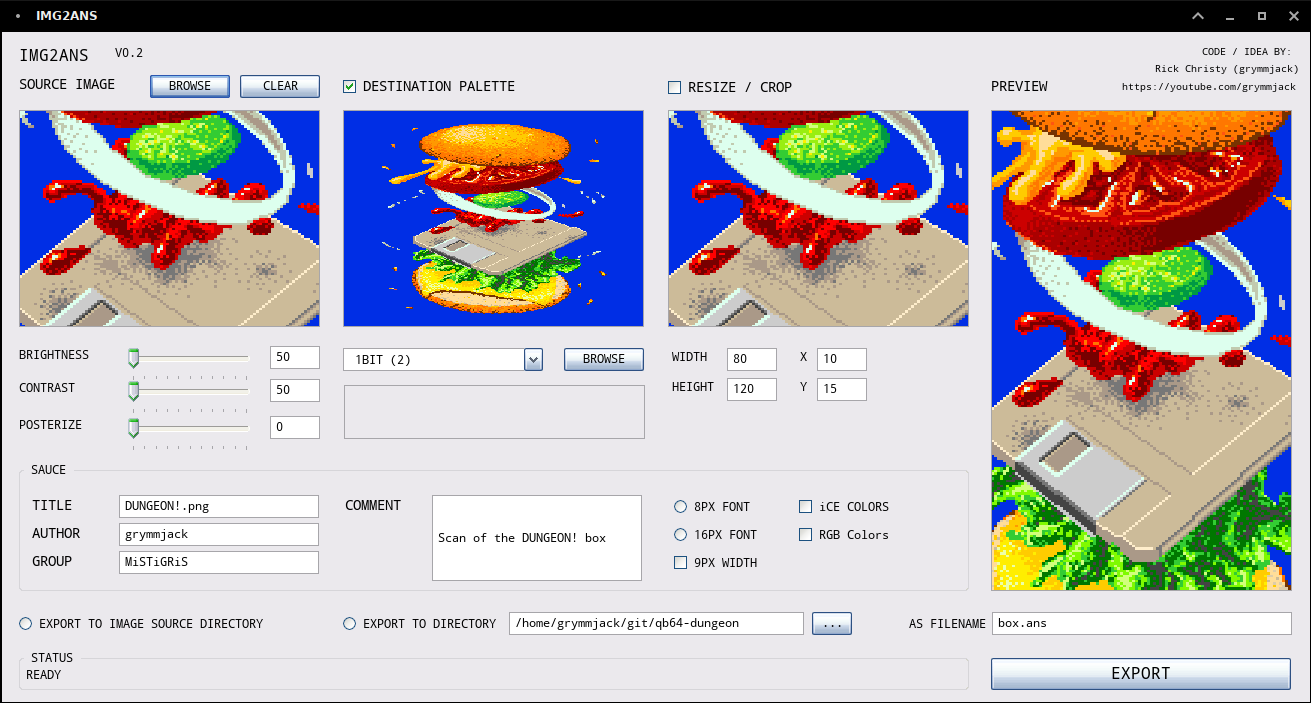 IMG2ANS
IMG2ANS V0.2
CODE / IDEA BY:
Rick Christy (grymmjack)
https://youtube.com/grymmjack
SOURCE IMAGE BROWSE CLEAR
DESTINATION PALETTE
RESIZE / CROP
PREVIEW
BRIGHTNESS 50
CONTRAST 50
POSTERIZE 0
1BIT (2) BROWSE
WIDTH 80 X 10
HEIGHT 120 Y 15
SAUCE
TITLE DUNGEON!.png
AUTHOR grymmjack
GROUP MiSTiGRiS
COMMENT Scan of the DUNGEON! box
8PX FONT iCE COLORS
16PX FONT RGB Colors
9PX WIDTH
EXPORT TO IMAGE SOURCE DIRECTORY EXPORT TO DIRECTORY /home/grymmjack/git/qb64-dungeon ... AS FILENAME box.ans
STATUS
READY
EXPORT